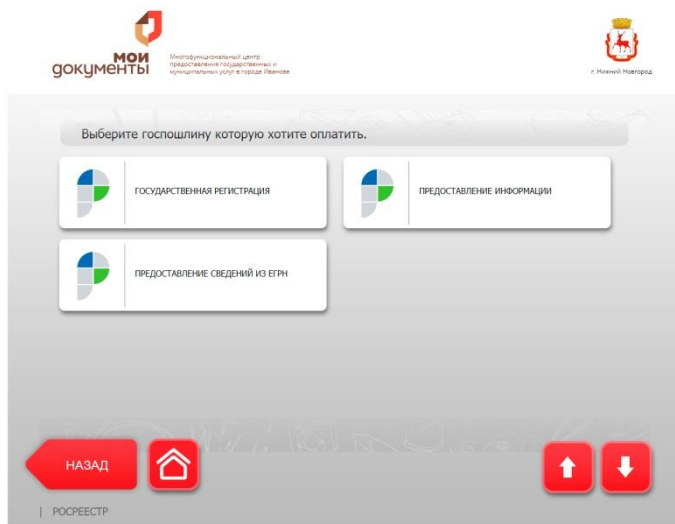 мои
документы
Многофункциональный центр
предоставления государственных и
муниципальных услуг в городе Иванове
г. Нижний Новгород
Выберите госпошлину которую хотите оплатить.
ГОСУДАРСТВЕННАЯ РЕГИСТРАЦИЯ
ПРЕДОСТАВЛЕНИЕ ИНФОРМАЦИИ
ПРЕДОСТАВЛЕНИЕ СВЕДЕНИЙ ИЗ ЕГРН
НАЗАД
| РОСРЕЕСТР